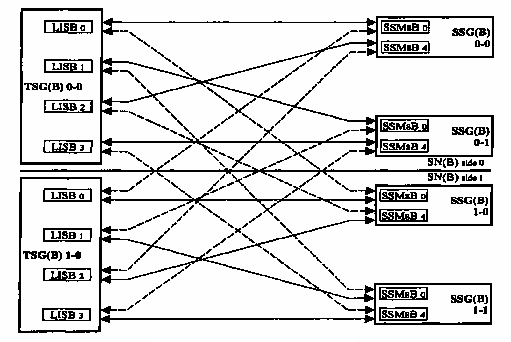 LISB 0
LISB 1
TSG(B) 0-0
LISB 2
LISB 3
SSMsB 0
SSG(B)
0-0
SSMsB 4
SSMsB 0
SSG(B)
0-1
SSMsB 4
SN(B) side 0
SN(B) side 1
LISB 0
LISB 1
TSG(B) 1-0
LISB 2
LISB 3
SSMsB 0
SSG(B)
1-0
SSMsB 4
SSMsB 0
SSG(B)
1-1
SSMsB 4